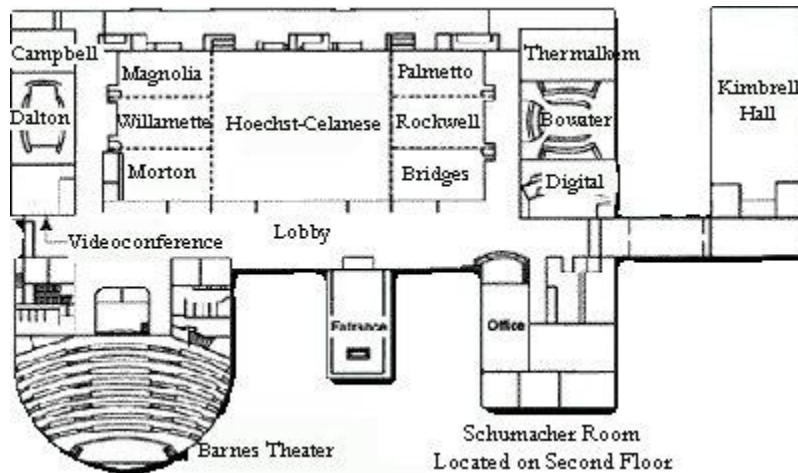 Campbell
Thermalkem
Magnolia
Palmetto
Kimbrell
Hall
Dalton
Willamette
Hoechst-Celanese
Rockwell
Bowater
Morton
Bridges
Digital
Videoconference
Lobby
Entrance
Office
Barnes Theater
Schumacher Room
Located on Second Floor